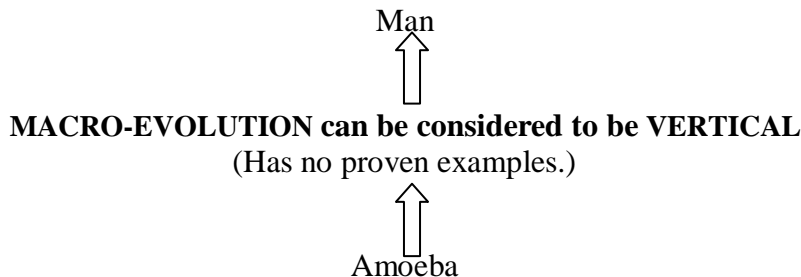 Man
MACRO-EVOLUTION can be considered to be VERTICAL
(Has no proven examples.)
Amoeba